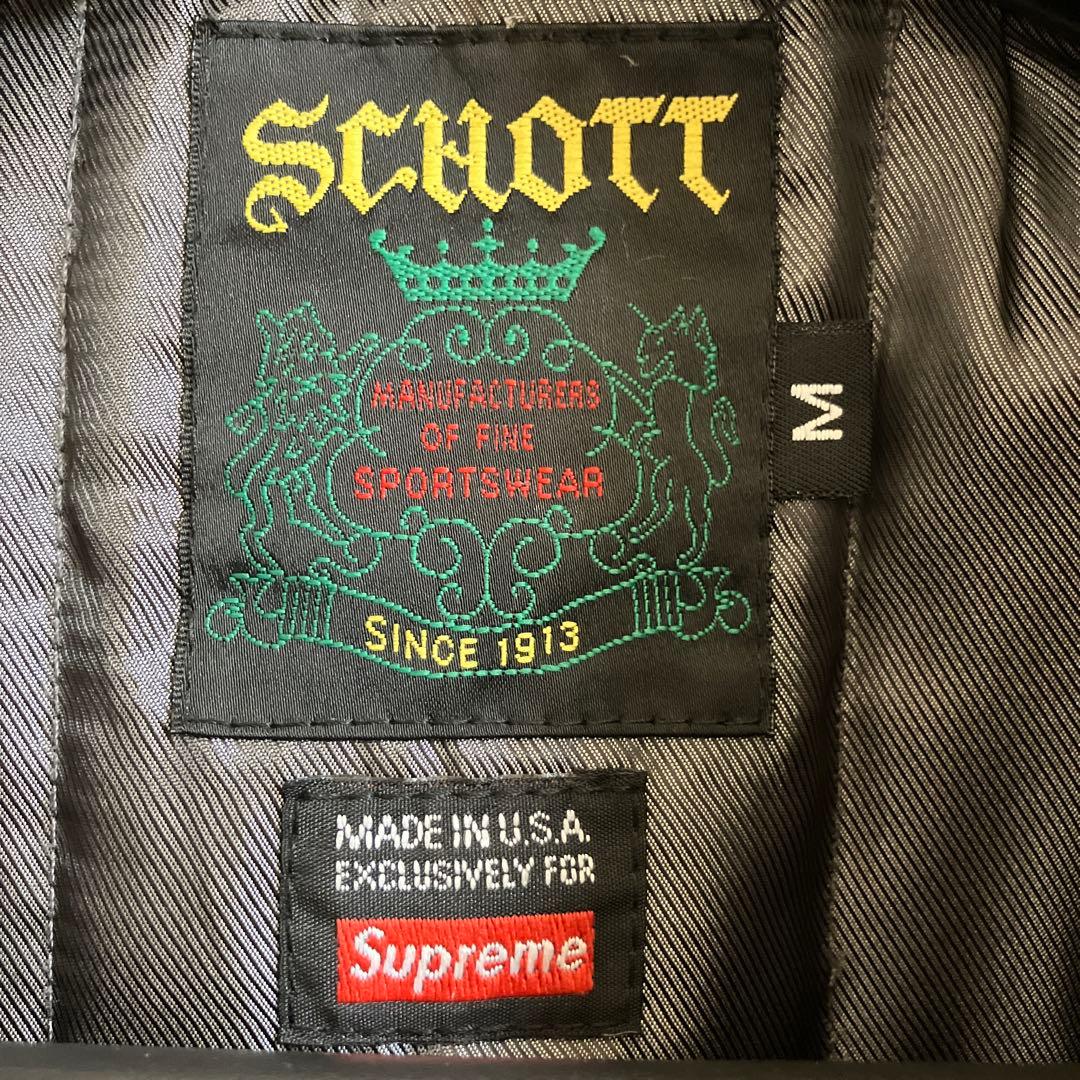 SCHOTT
MANUFACTURERS
OF FINE
SPORTSWEAR
SINCE 1913
M
MADE IN U.S.A.
EXCLUSIVELY FOR
Supreme